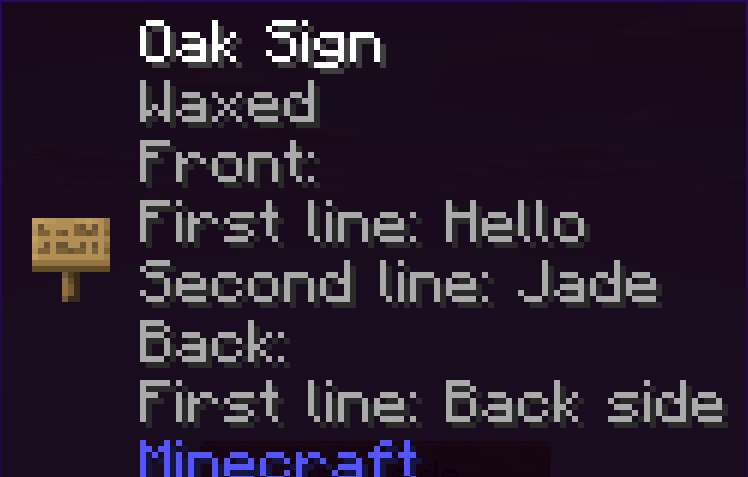 Oak Sign
Waxed
Front:
First line: Hello
Second line: Jade
Back:
First line: Back side
Minecraft